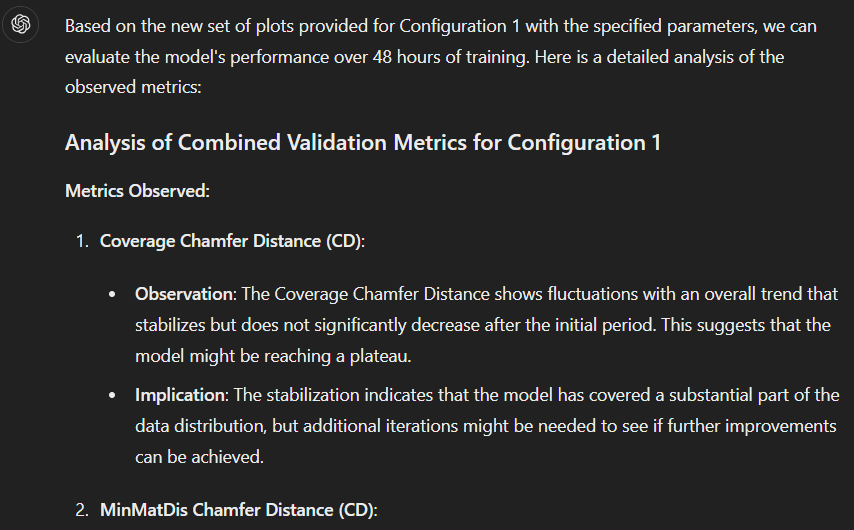 Based on the new set of plots provided for Configuration 1 with the specified parameters, we can
evaluate the model's performance over 48 hours of training. Here is a detailed analysis of the
observed metrics:
Analysis of Combined Validation Metrics for Configuration 1
Metrics Observed:
1. Coverage Chamfer Distance (CD):
• Observation: The Coverage Chamfer Distance shows fluctuations with an overall trend that
stabilizes but does not significantly decrease after the initial period. This suggests that the
model might be reaching a plateau.
• Implication: The stabilization indicates that the model has covered a substantial part of the
data distribution, but additional iterations might be needed to see if further improvements
can be achieved.
2. MinMatDis Chamfer Distance (CD):